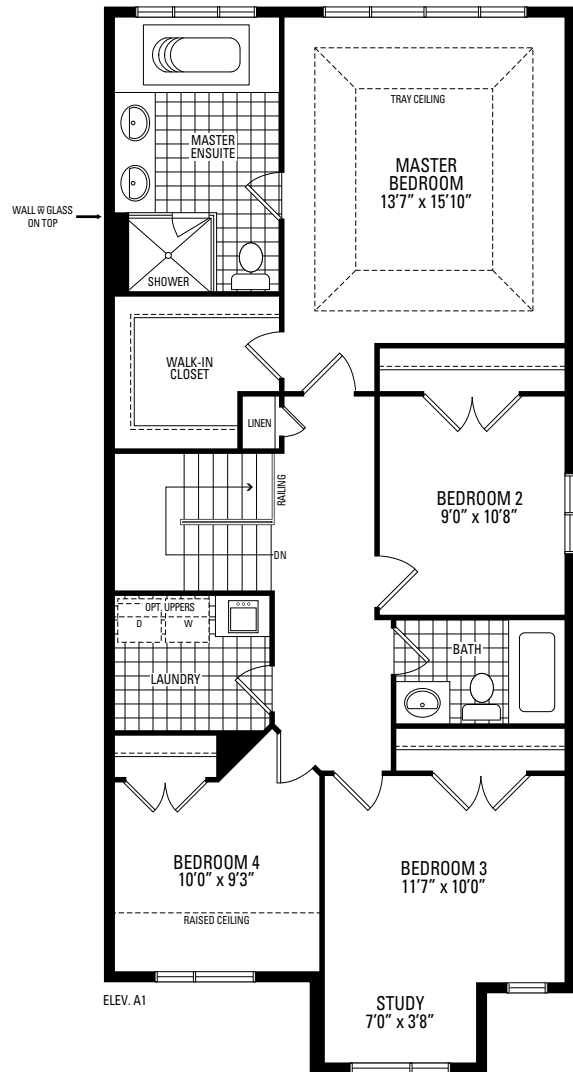 TRAY CEILING
MASTER
ENSUITE
MASTER
BEDROOM
13'7" x 15'10"
WALL w̅ GLASS
ON TOP
SHOWER
WALK-IN
CLOSET
LINEN
RAILING
BEDROOM 2
9'0" x 10'8"
DN
OPT. UPPERS
D
W
LAUNDRY
BATH
BEDROOM 4
10'0" x 9'3"
BEDROOM 3
11'7" x 10'0"
RAISED CEILING
ELEV. A1
STUDY
7'0" x 3'8"